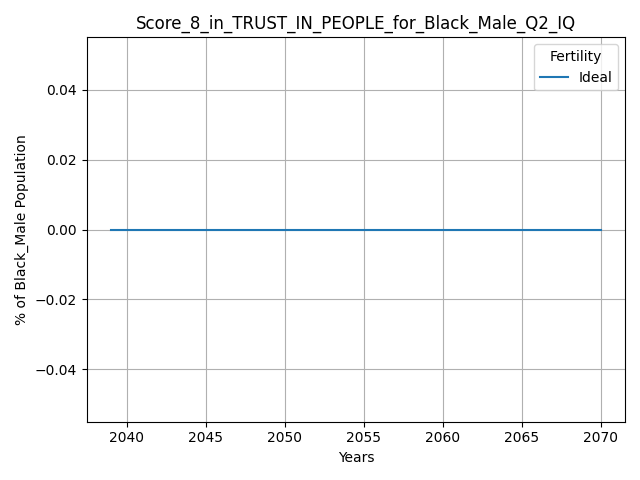 Score_8_in_TRUST_IN_PEOPLE_for_Black_Male_Q2_IQ
Fertility
Ideal
0.04
0.02
0.00
−0.02
−0.04
% of Black_Male Population
2040 2045 2050 2055 2060 2065 2070
Years